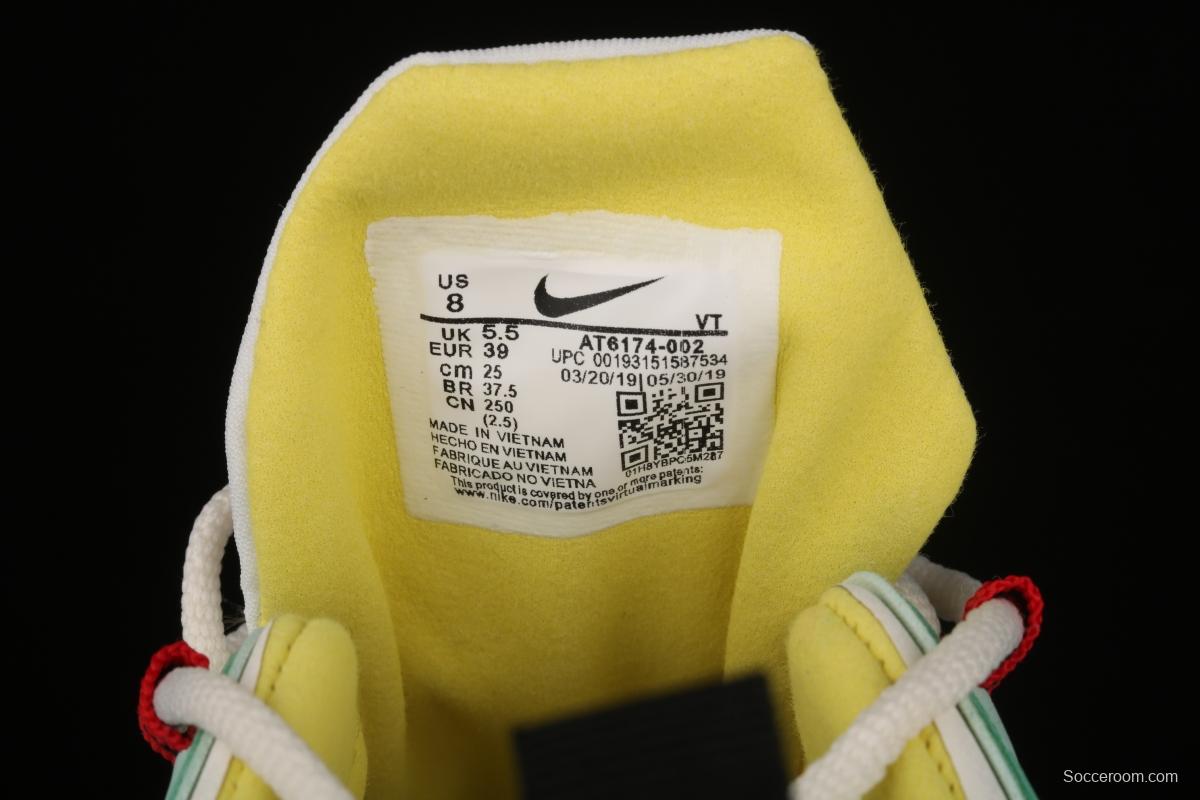 US
8
VT
UK 5.5
EUR 39
cm 25
BR 37.5
CN 250
(2.5)
AT6174-002
UPC 00193151587534
03/20/19|05/30/19
MADE IN VIETNAM
HECHO EN VIETNAM
FABRIQUE AU VIETNAM
FABRICADO NO VIETNA
01H8YBPO5M287
This product is covered by one or more patents:
www.nike.com/patentsvirtualmarking
Socceroom.com